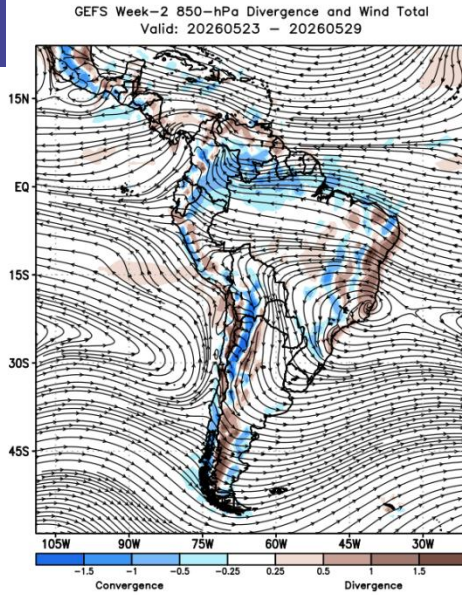 GEFS Week-2 850-hPa Divergence and Wind Total
Valid: 20260523 - 20260529
15N
EQ
15S
30S
45S
105W 90W 75W 60W 45W 30W
-1.5 -1 -0.5 -0.25 0.25 0.5 1 1.5
Convergence Divergence